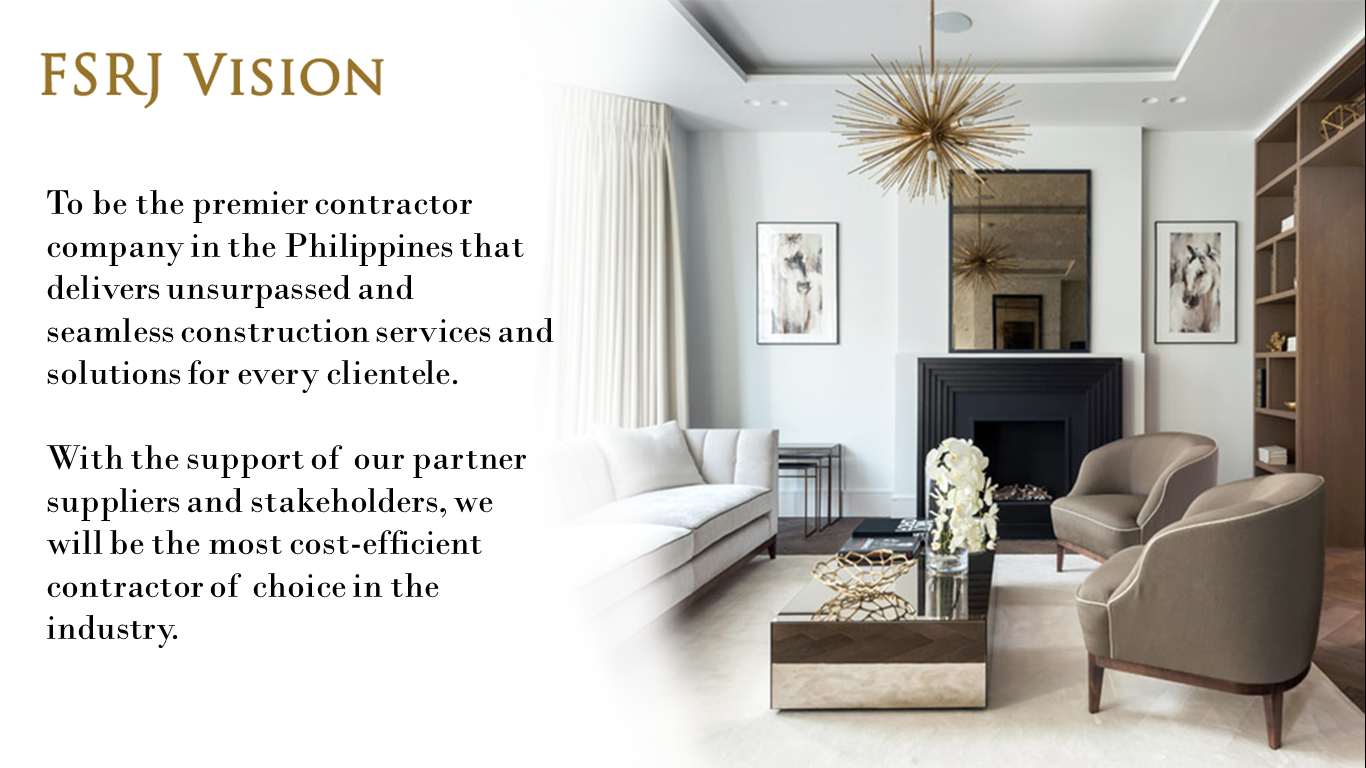 FSRJ Vision
To be the premier contractor
company in the Philippines that
delivers unsurpassed and
seamless construction services and
solutions for every clientele.
With the support of our partner
suppliers and stakeholders, we
will be the most cost-efficient
contractor of choice in the
industry.